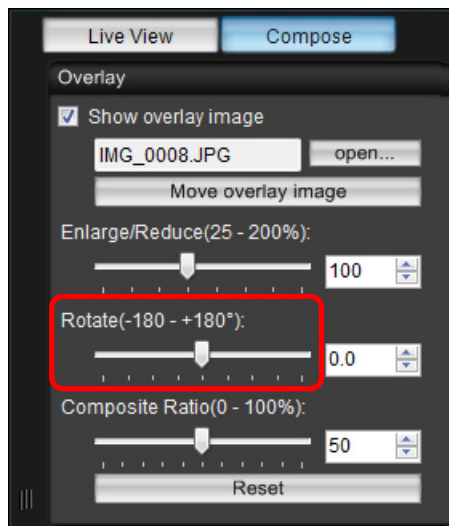 Live View Compose
Overlay
Show overlay image
IMG_0008.JPG open...
Move overlay image
Enlarge/Reduce(25 - 200%):
100
Rotate(-180 - +180°):
0.0
Composite Ratio(0 - 100%):
50
Reset